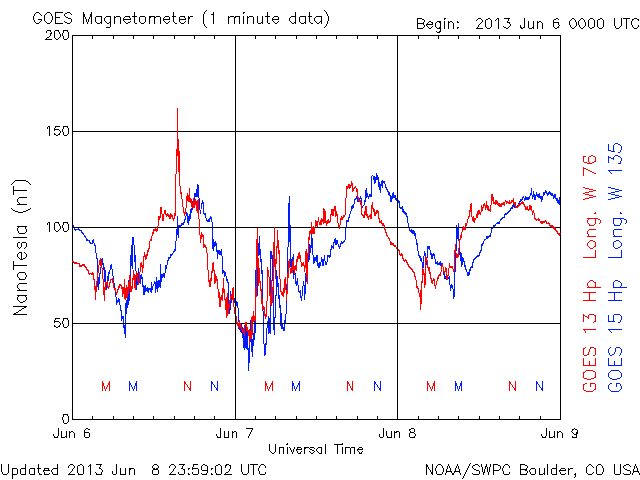 GOES Magnetometer (1 minute data)
Begin: 2013 Jun 6 0000 UTC
200
150
100
50
0
NanoTesla (nT)
M M N N M M N N M M N N
Jun 6 Jun 7 Jun 8 Jun 9
Universal Time
GOES 13 Hp Long. W 76
GOES 15 Hp Long. W 135
Updated 2013 Jun 8 23:59:02 UTC
NOAA/SWPC Boulder, CO USA